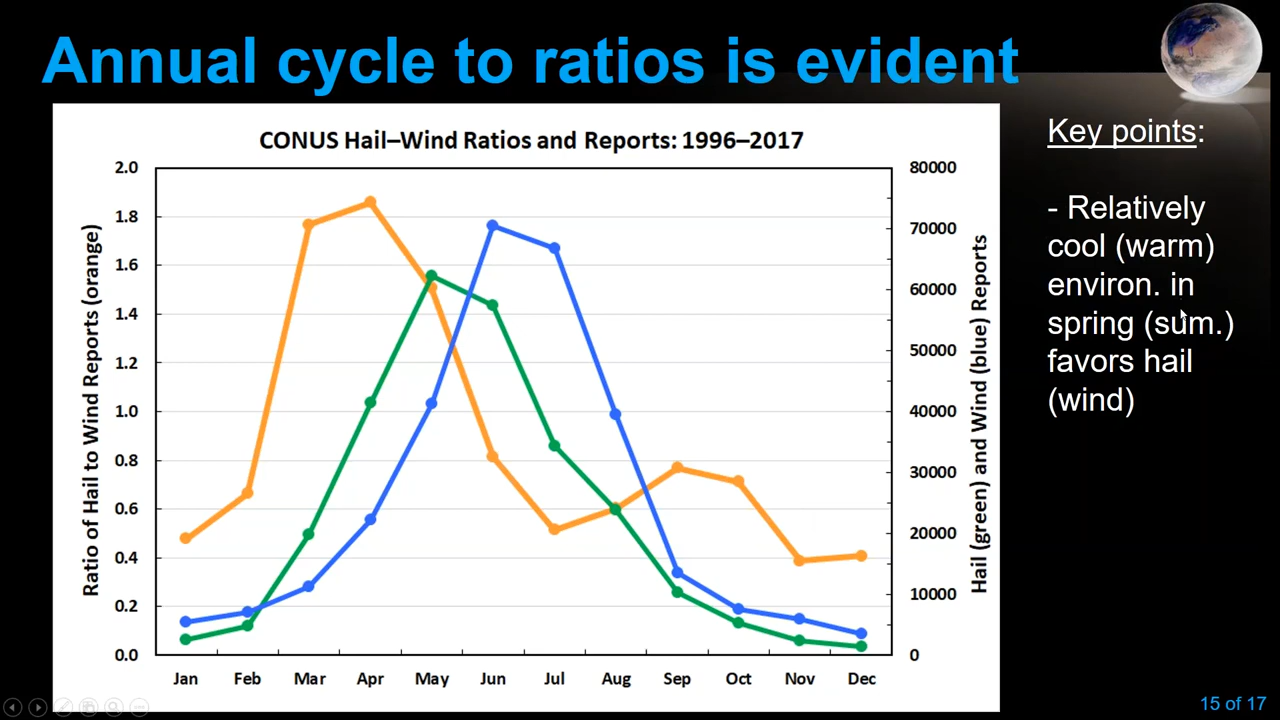 Annual cycle to ratios is evident
CONUS Hail–Wind Ratios and Reports: 1996–2017
Ratio of Hail to Wind Reports (orange)
2.0
1.8
1.6
1.4
1.2
1.0
0.8
0.6
0.4
0.2
0.0
80000
70000
60000
50000
40000
30000
20000
10000
0
Hail (green) and Wind (blue) Reports
Jan Feb Mar Apr May Jun Jul Aug Sep Oct Nov Dec
Key points:
- Relatively
cool (warm)
environ. in
spring (sum.)
favors hail
(wind)
15 of 17